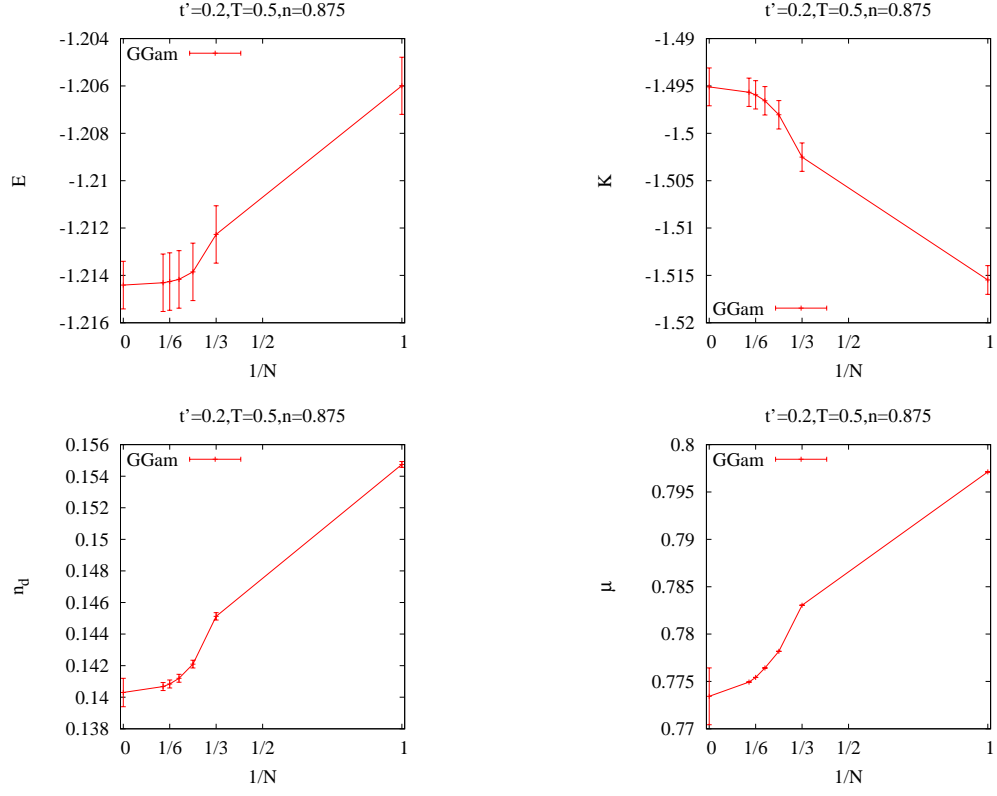 t'=0.2,T=0.5,n=0.875
-1.204
GGam
-1.206
-1.208
-1.21
-1.212
-1.214
-1.216
E
0 1/6 1/3 1/2 1
1/N
t'=0.2,T=0.5,n=0.875
-1.49
-1.495
-1.5
-1.505
-1.51
-1.515
GGam
-1.52
K
0 1/6 1/3 1/2 1
1/N
t'=0.2,T=0.5,n=0.875
0.156
GGam
0.154
0.152
0.15
0.148
0.146
0.144
0.142
0.14
0.138
n_d
0 1/6 1/3 1/2 1
1/N
t'=0.2,T=0.5,n=0.875
0.8
GGam
0.795
0.79
0.785
0.78
0.775
0.77
μ
0 1/6 1/3 1/2 1
1/N